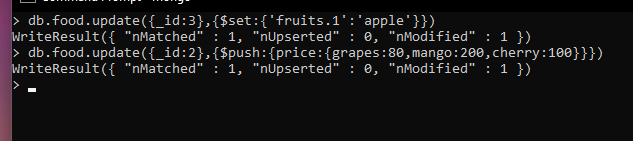 > db.food.update({_id:3},{$set:{'fruits.1':'apple'}})
WriteResult({ "nMatched" : 1, "nUpserted" : 0, "nModified" : 1 })
> db.food.update({_id:2},{$push:{price:{grapes:80,mango:200,cherry:100}}})
WriteResult({ "nMatched" : 1, "nUpserted" : 0, "nModified" : 1 })
>